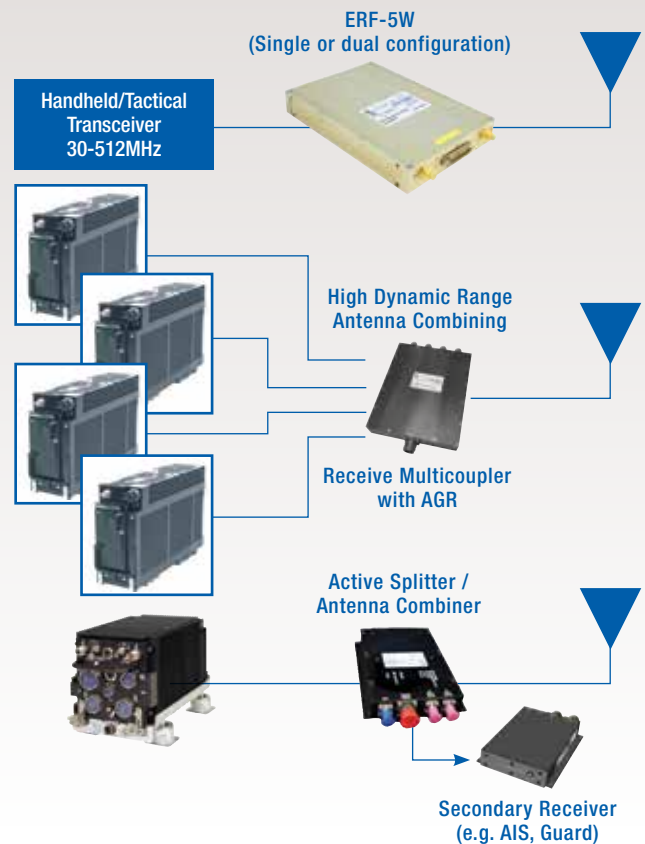 ERF-5W
(Single or dual configuration)
Handheld/Tactical
Transceiver
30-512MHz
High Dynamic Range
Antenna Combining
Receive Multicoupler
with AGR
Active Splitter /
Antenna Combiner
Secondary Receiver
(e.g. AIS, Guard)